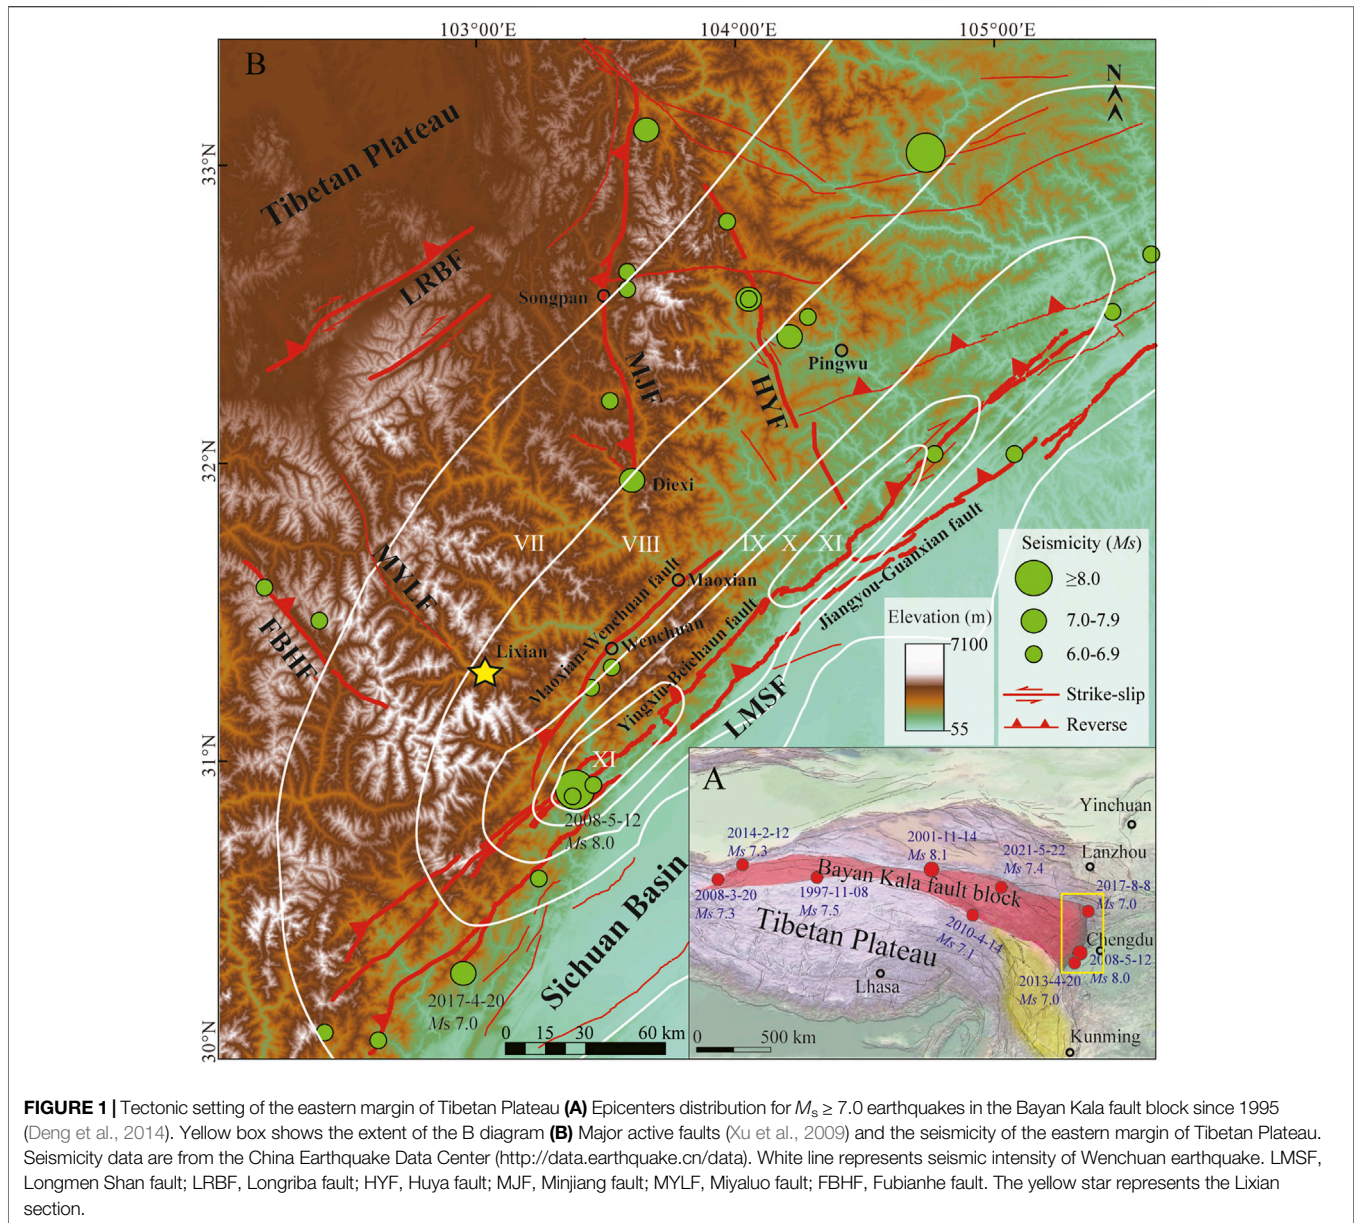 103°00′E 104°00′E 105°00′E
B
N
33°N
32°N
31°N
30°N
Tibetan Plateau
LRBF
Songpan
MJF
HYF
Pingwu
Diexi
VII VIII IX X XI
MYLF
FBHF
Lixian
Maoxian
Wenchuan
Maoxian-Wenchuan fault
Yingxiu-Beichaun fault
Jiangyou-Guanxian fault
LMSF
XI
2008-5-12
Ms 8.0
2017-4-20
Ms 7.0
Sichuan Basin
0 15 30 60 km
Seismicity (Ms)
≥8.0
7.0-7.9
6.0-6.9
Strike-slip
Reverse
Elevation (m)
7100
55
A
Yinchuan
Lanzhou
2014-2-12
Ms 7.3
2001-11-14
Ms 8.1
2021-5-22
Ms 7.4
2017-8-8
Ms 7.0
Bayan Kala fault block
2008-3-20
Ms 7.3
1997-11-08
Ms 7.5
2010-4-14
Ms 7.1
Tibetan Plateau
Chengdu
2008-5-12
Ms 8.0
2013-4-20
Ms 7.0
Lhasa
Kunming
0 500 km
FIGURE 1 | Tectonic setting of the eastern margin of Tibetan Plateau (A) Epicenters distribution for Ms ≥ 7.0 earthquakes in the Bayan Kala fault block since 1995
(Deng et al., 2014). Yellow box shows the extent of the B diagram (B) Major active faults (Xu et al., 2009) and the seismicity of the eastern margin of Tibetan Plateau.
Seismicity data are from the China Earthquake Data Center (http://data.earthquake.cn/data). White line represents seismic intensity of Wenchuan earthquake. LMSF,
Longmen Shan fault; LRBF, Longriba fault; HYF, Huya fault; MJF, Minjiang fault; MYLF, Miyaluo fault; FBHF, Fubianhe fault. The yellow star represents the Lixian
section.